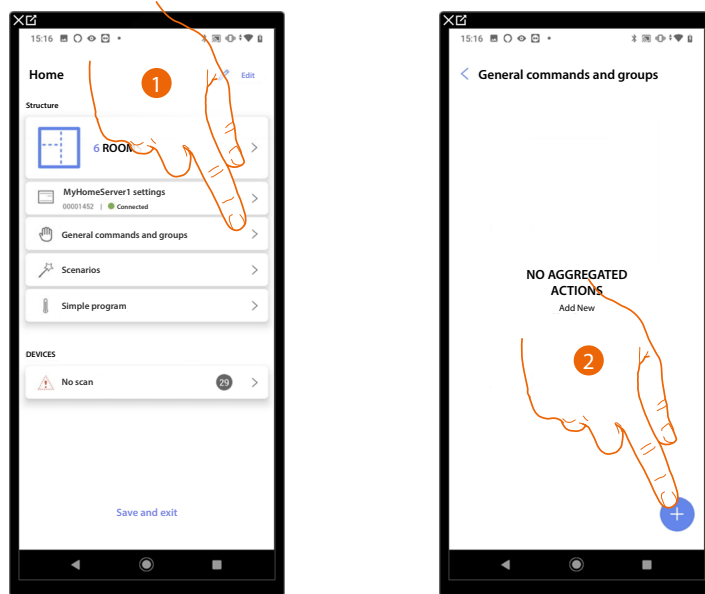 15:16
Home
Edit
1
Structure
6 ROOM
MyHomeServer1 settings
00001452 | Connected
General commands and groups
Scenarios
Simple program
DEVICES
No scan 29
Save and exit
15:16
General commands and groups
NO AGGREGATED
ACTIONS
Add New
2